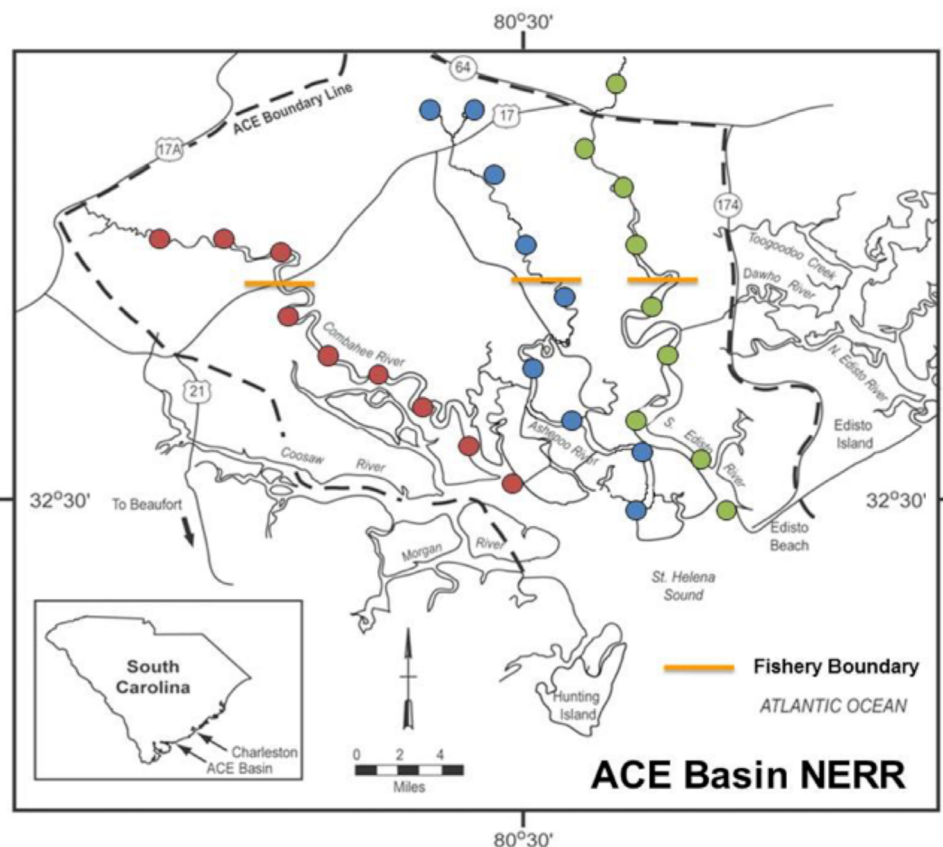 80°30'
64
ACE Boundary Line
17
17A
174
Toogoodoo
Creek
Dawho River
N. Edisto River
Combahee River
21
Edisto
Island
Ashepoo River
S. Edisto
River
Coosaw
River
32°30'
32°30'
To Beaufort
Edisto
Beach
Morgan
River
St. Helena
Sound
South
Carolina
Fishery Boundary
Hunting
Island
ATLANTIC OCEAN
Charleston
ACE Basin
0 2 4
Miles
ACE Basin NERR
80°30'